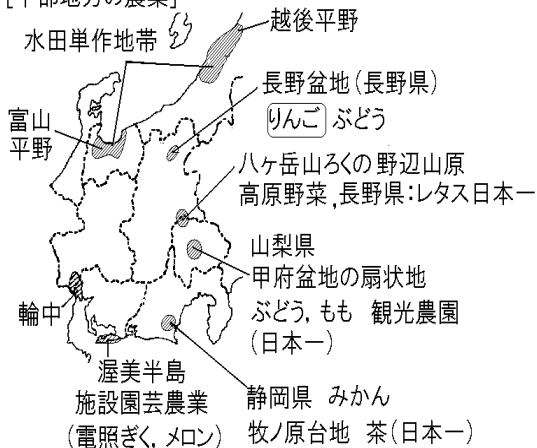 [中部地方の農業]
水田単作地帯
越後平野
長野盆地(長野県)
りんご ぶどう
富山
平野
八ヶ岳山ろくの野辺山原
高原野菜,長野県:レタス日本一
山梨県
甲府盆地の扇状地
ぶどう,もも 観光農園
(日本一)
輪中
渥美半島
施設園芸農業
(電照ぎく,メロン)
静岡県 みかん
牧ノ原台地 茶(日本一)